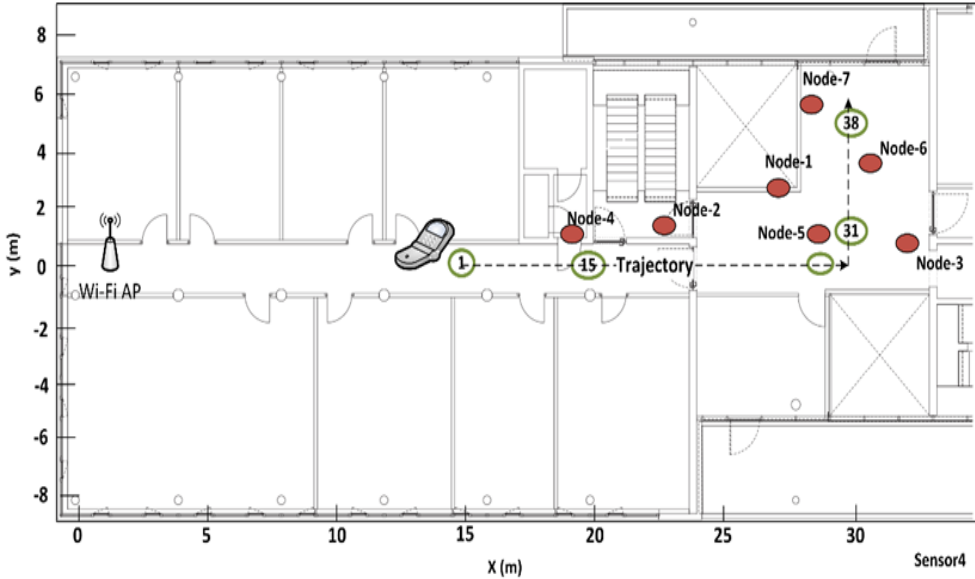 8
6
4
2
0
-2
-4
-6
-8
y (m)
Node-7
38
Node-6
Node-1
Node-4
Node-2
Node-5
31
Node-3
1
15
Trajectory
Wi-Fi AP
0
5
10
15
20
25
30
X (m)
Sensor4